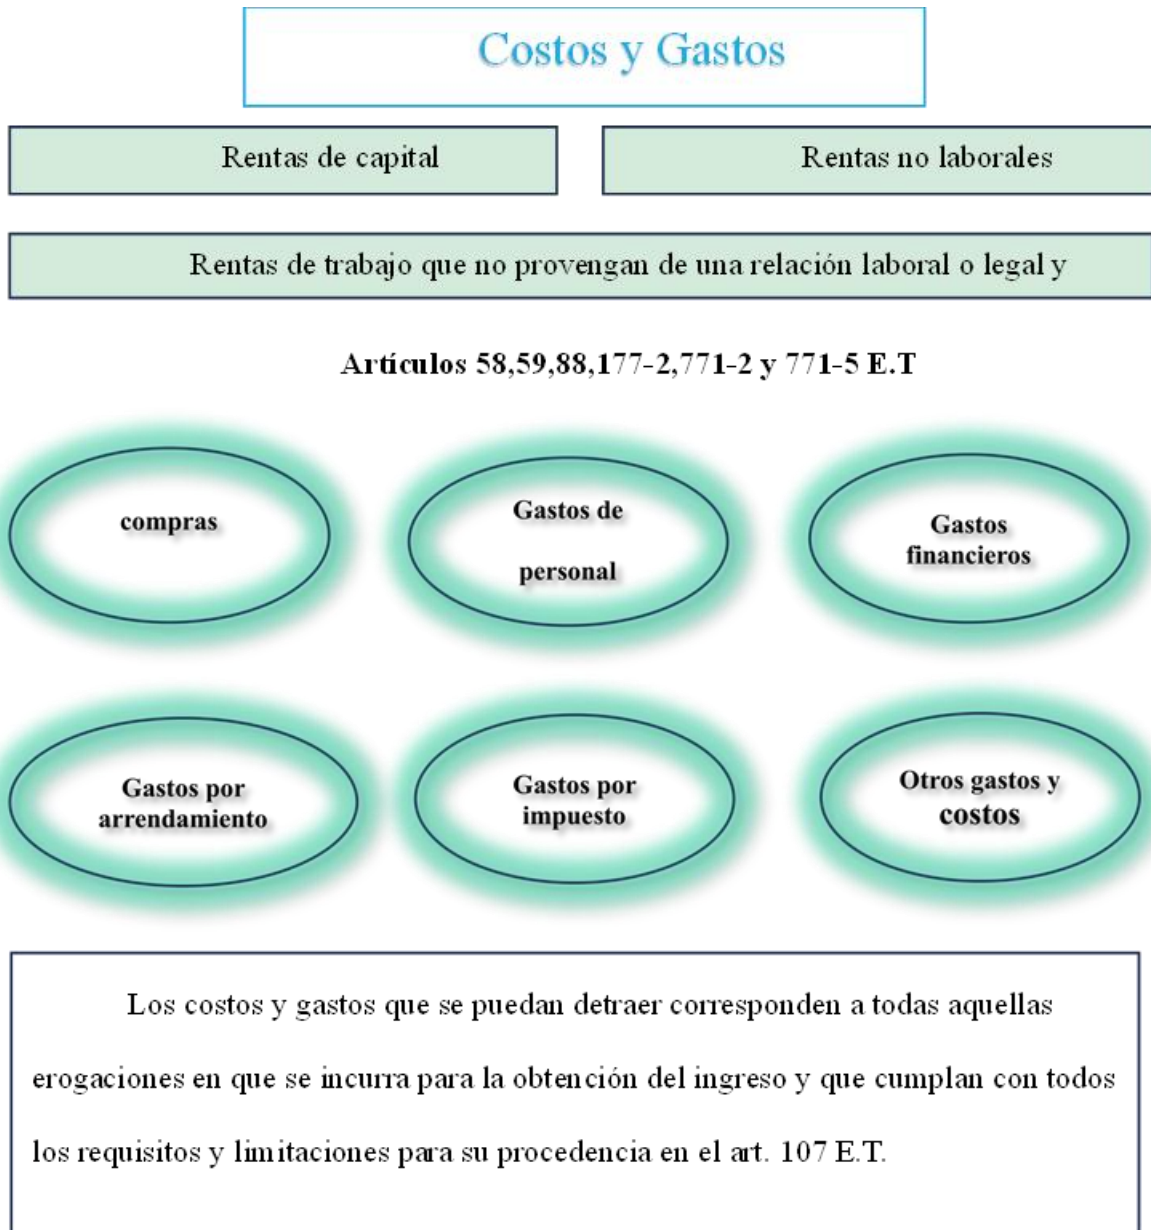 Costos y Gastos
Rentas de capital
Rentas no laborales
Rentas de trabajo que no provengan de una relación laboral o legal y
Artículos 58,59,88,177-2,771-2 y 771-5 E.T
compras
Gastos de
personal
Gastos
financieros
Gastos por
arrendamiento
Gastos por
impuesto
Otros gastos y
costos
Los costos y gastos que se puedan detraer corresponden a todas aquellas
erogaciones en que se incurra para la obtención del ingreso y que cumplan con todos
los requisitos y limitaciones para su procedencia en el art. 107 E.T.